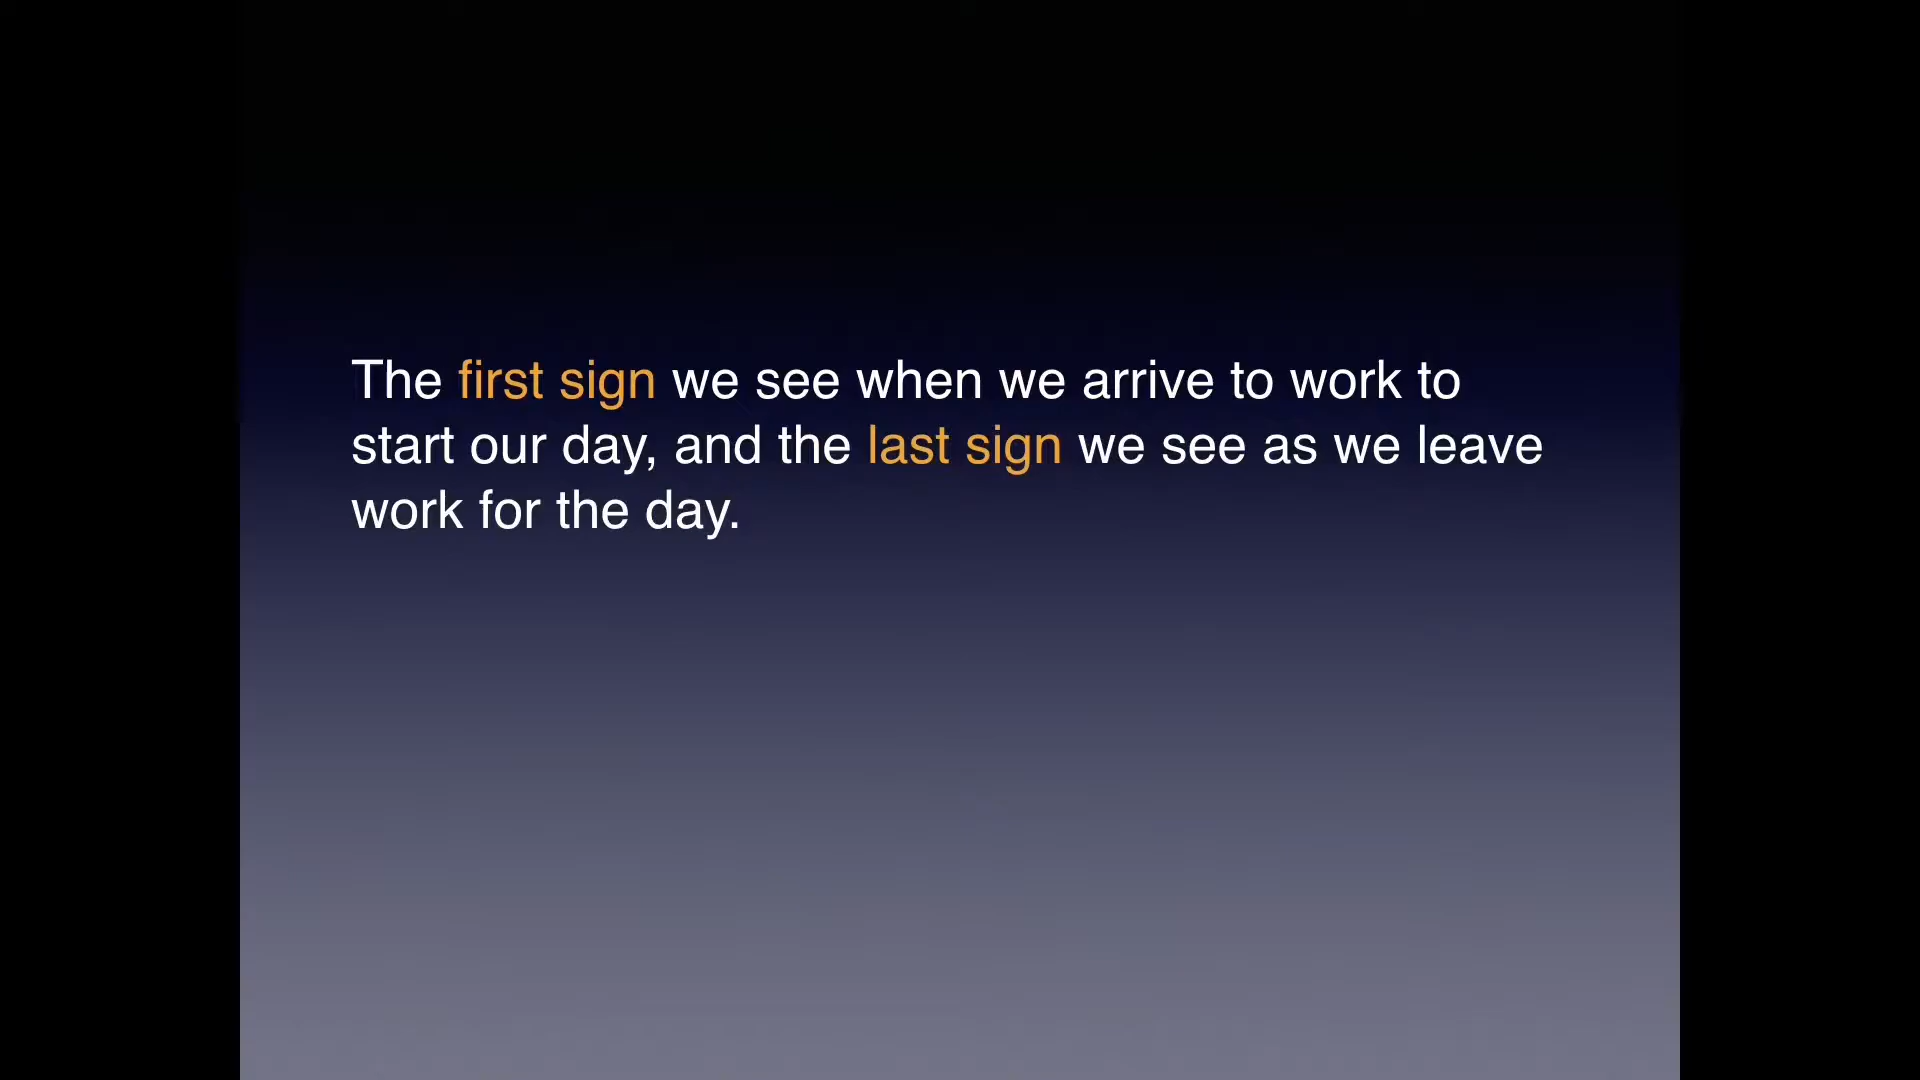 The first sign we see when we arrive to work to
start our day, and the last sign we see as we leave
work for the day.